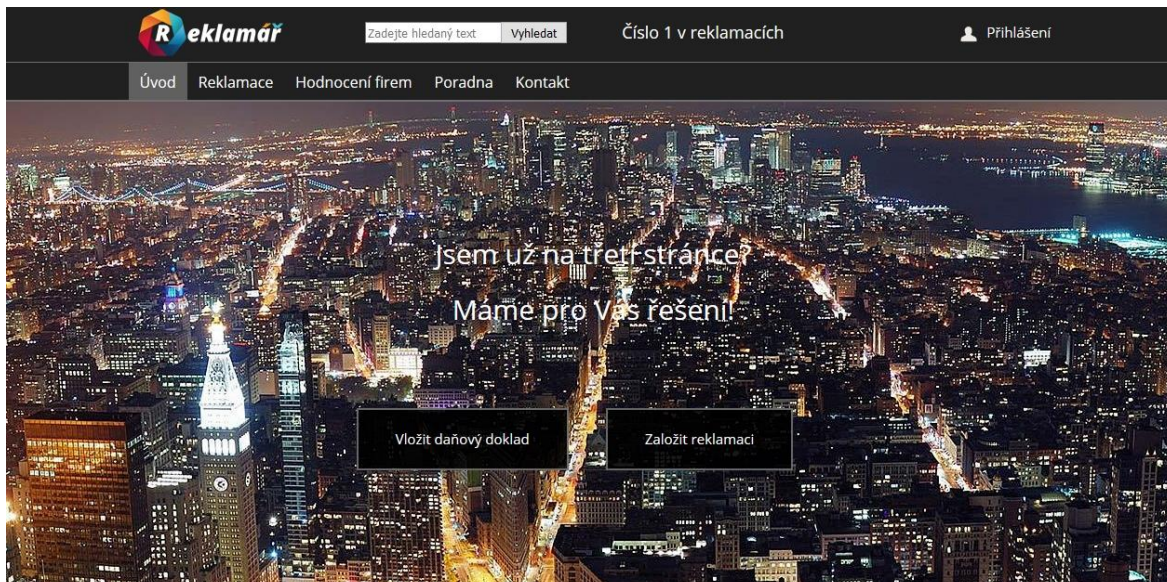 Reklamář
Zadejte hledaný text Vyhledat
Číslo 1 v reklamacích
Přihlášení
Úvod Reklamace Hodnocení firem Poradna Kontakt
Jsem už na třetí stránce?
Máme pro Vás řešení!
Vložit daňový doklad
Založit reklamaci